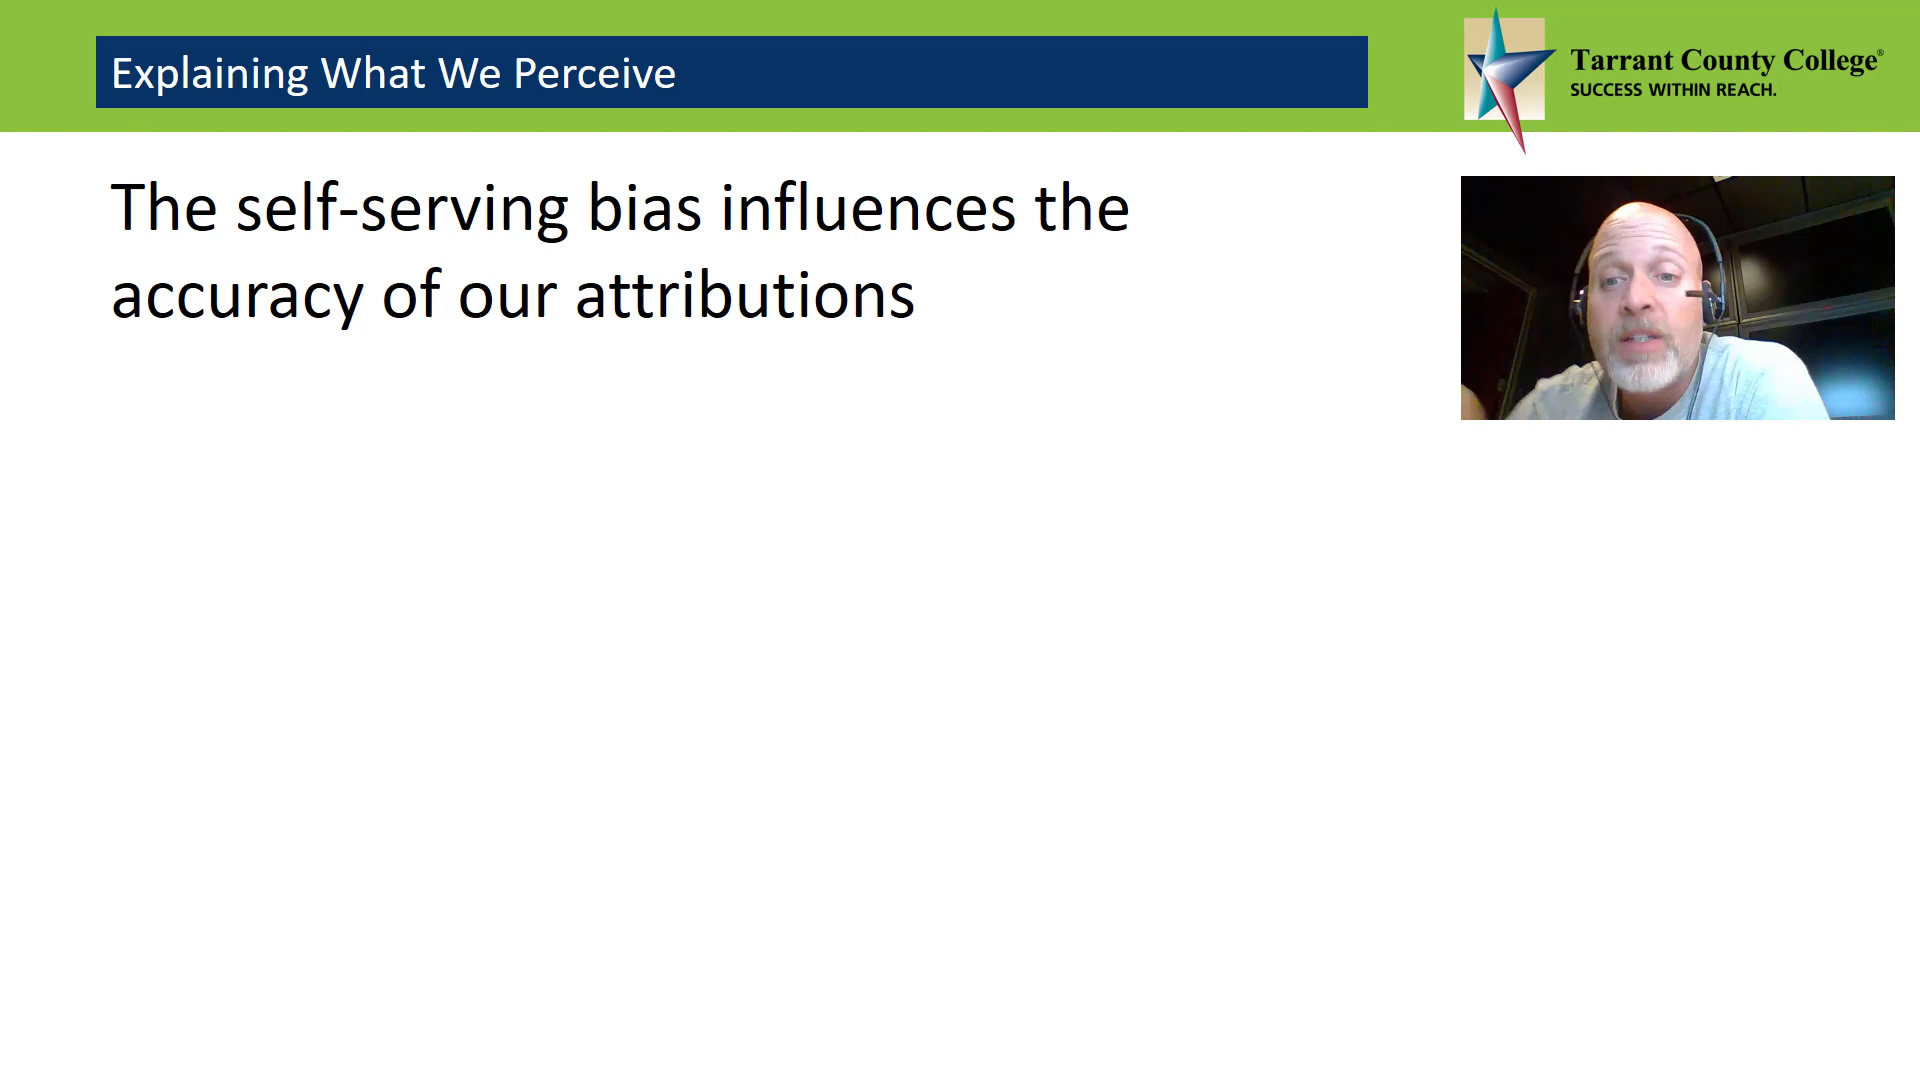 Explaining What We Perceive
Tarrant County College®
SUCCESS WITHIN REACH.
The self-serving bias influences the
accuracy of our attributions